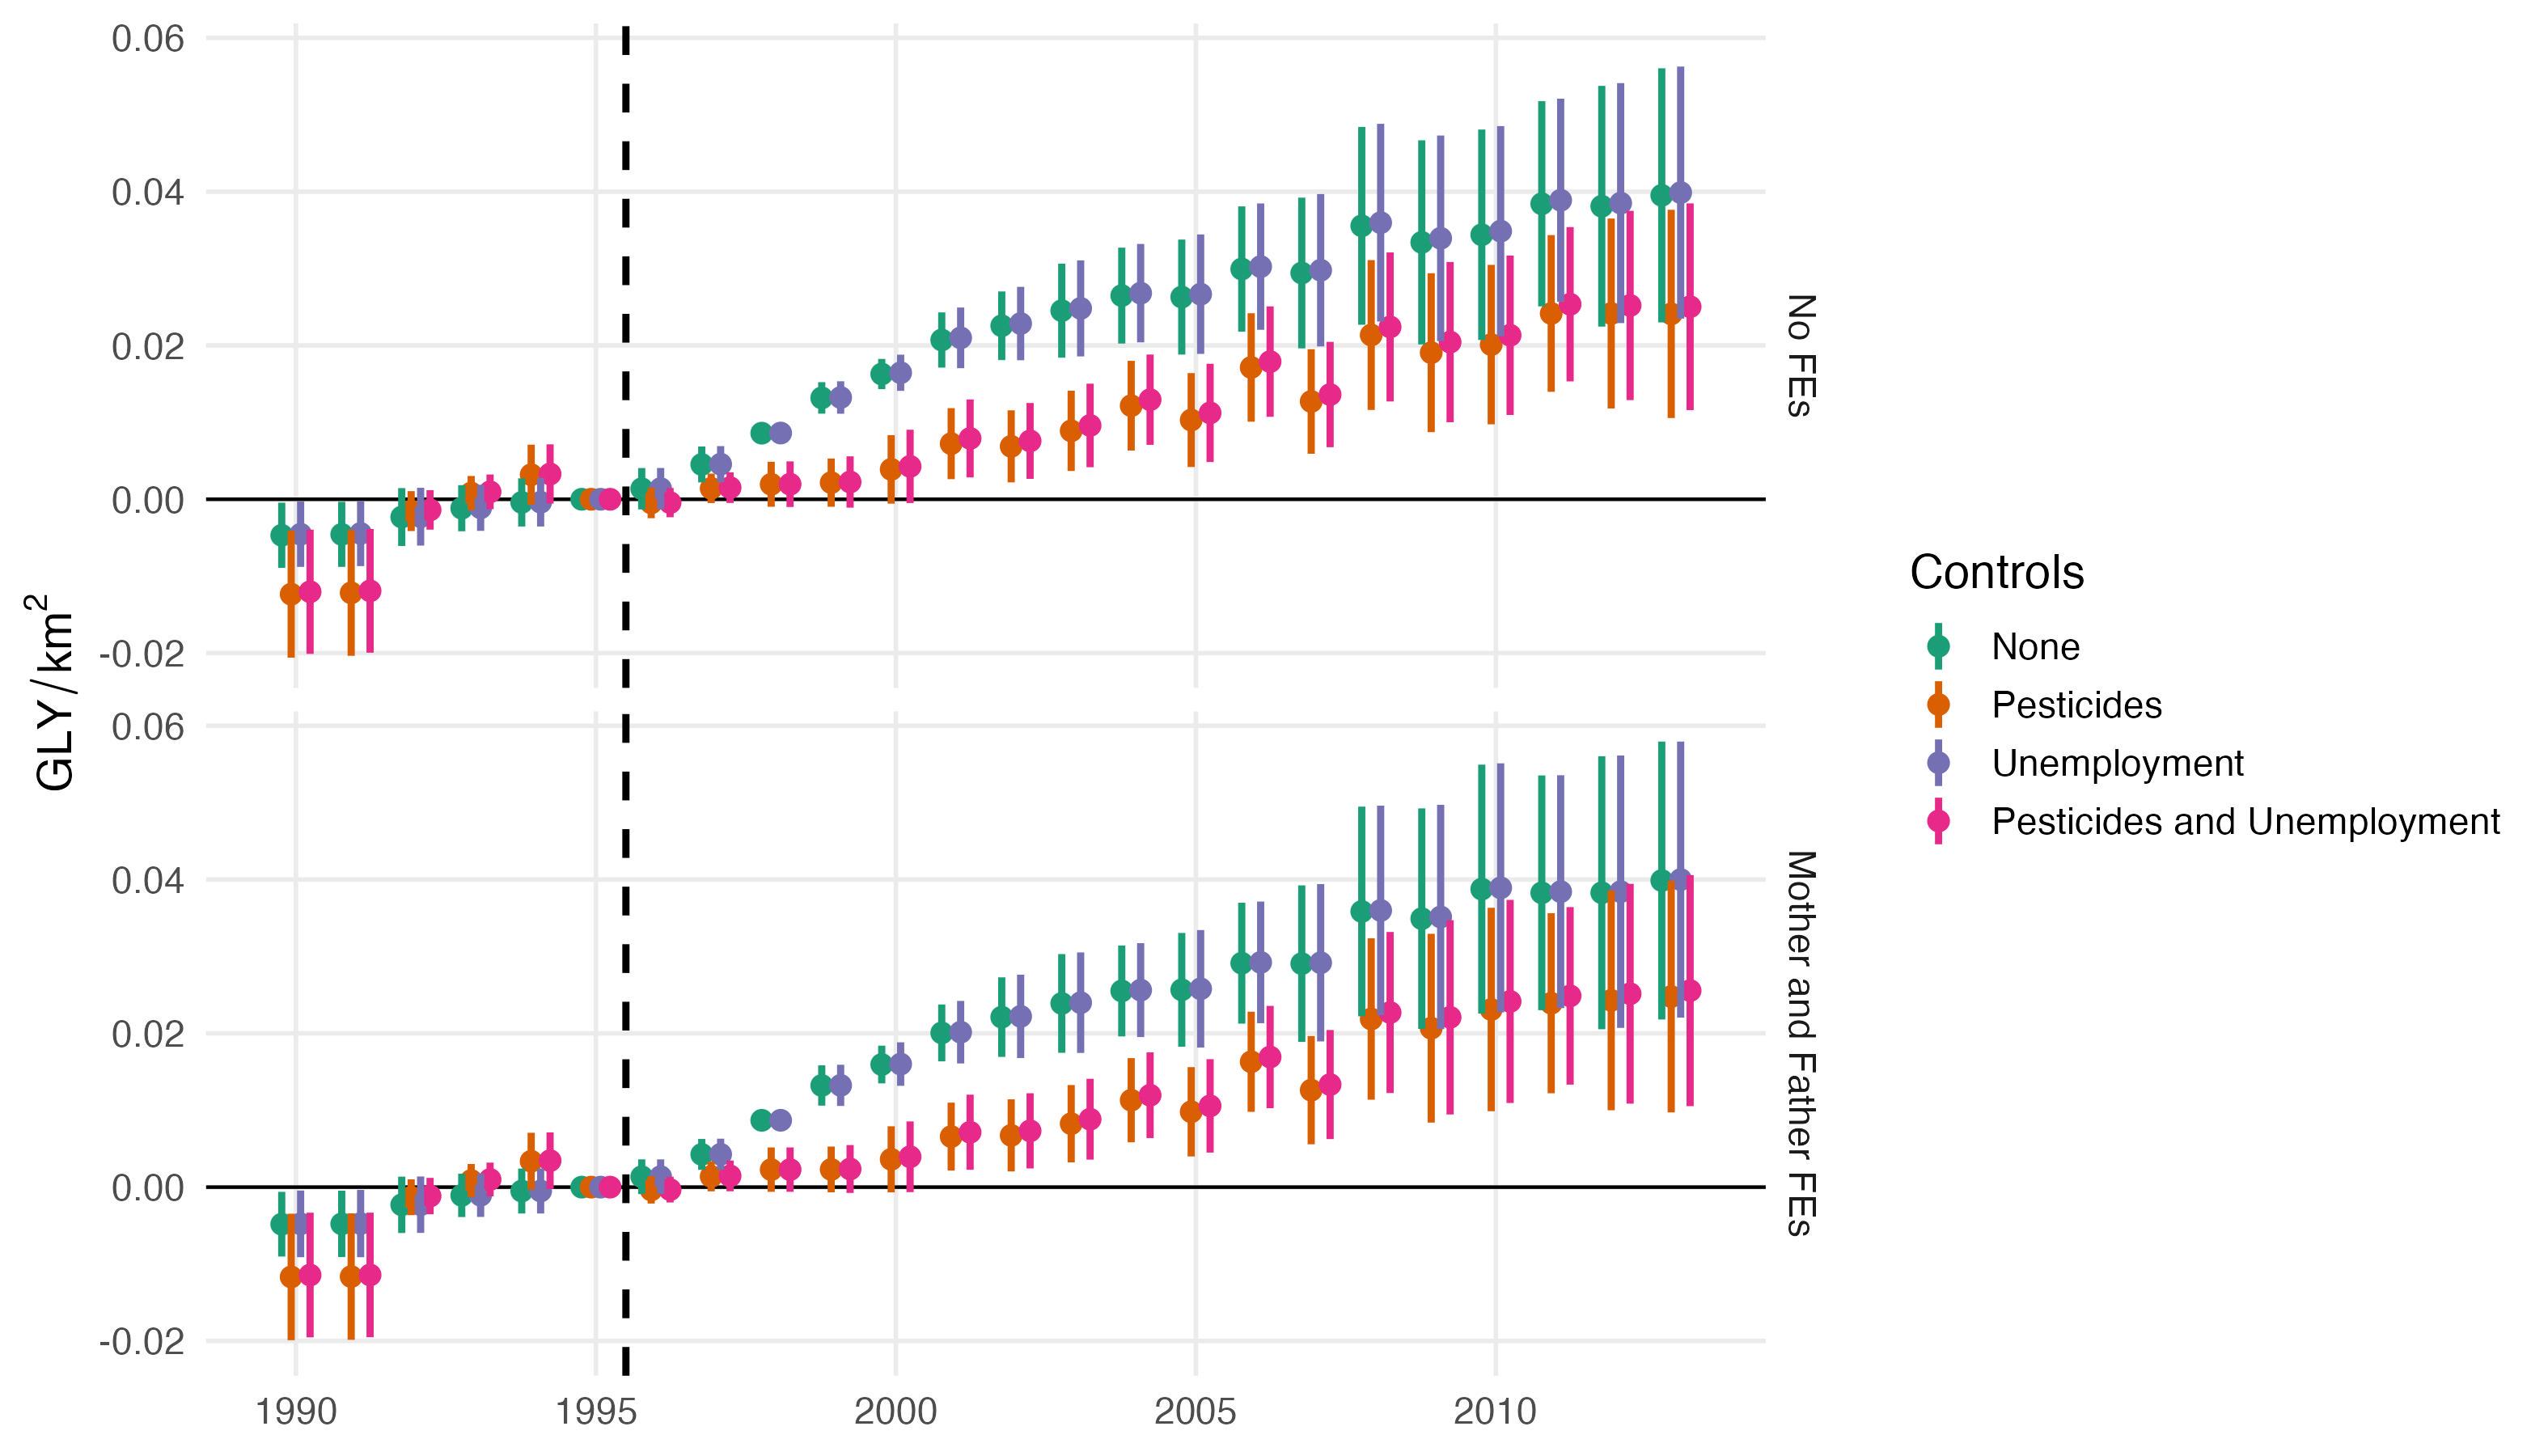 GLY / km²
0.06
0.04
0.02
0.00
-0.02
No FEs
0.06
0.04
0.02
0.00
-0.02
Mother and Father FEs
1990 1995 2000 2005 2010
Controls
None
Pesticides
Unemployment
Pesticides and Unemployment